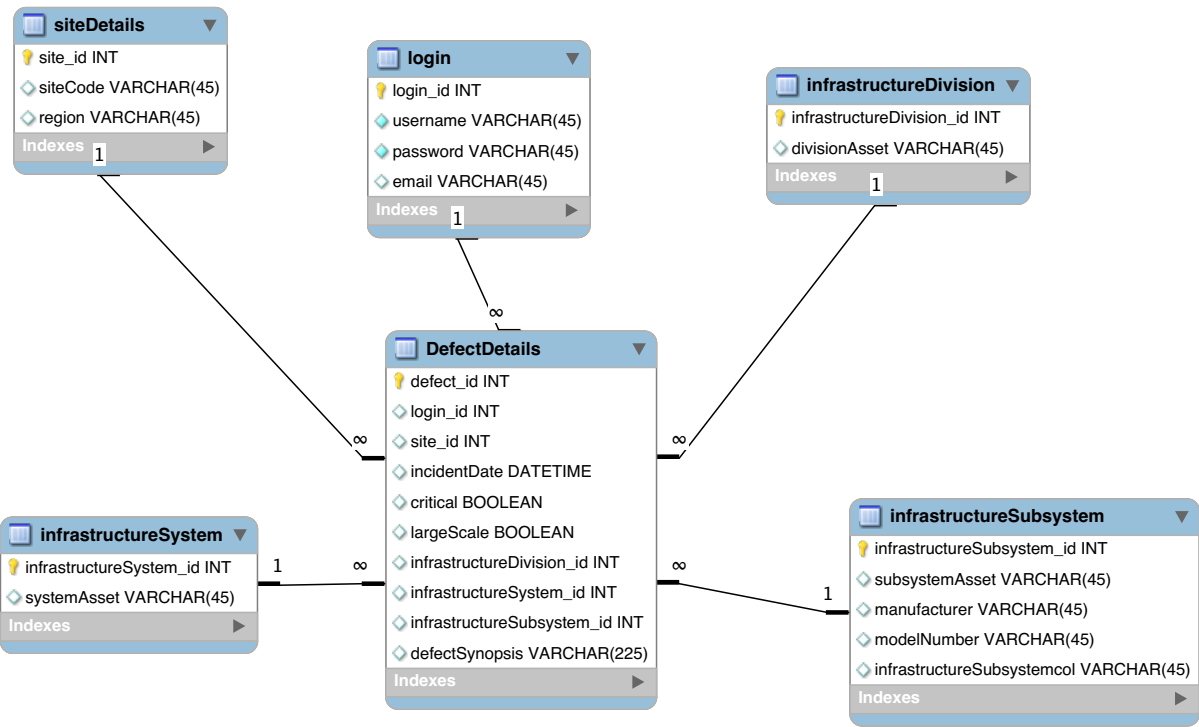 siteDetails
site_id INT
siteCode VARCHAR(45)
region VARCHAR(45)
Indexes
1
login
login_id INT
username VARCHAR(45)
password VARCHAR(45)
email VARCHAR(45)
Indexes
1
infrastructureDivision
infrastructureDivision_id INT
divisionAsset VARCHAR(45)
Indexes
1
∞
∞
∞
DefectDetails
defect_id INT
login_id INT
site_id INT
incidentDate DATETIME
critical BOOLEAN
largeScale BOOLEAN
infrastructureDivision_id INT
infrastructureSystem_id INT
infrastructureSubsystem_id INT
defectSynopsis VARCHAR(225)
Indexes
infrastructureSystem
infrastructureSystem_id INT
systemAsset VARCHAR(45)
Indexes
1
∞
∞
1
infrastructureSubsystem
infrastructureSubsystem_id INT
subsystemAsset VARCHAR(45)
manufacturer VARCHAR(45)
modelNumber VARCHAR(45)
infrastructureSubsystemcol VARCHAR(45)
Indexes